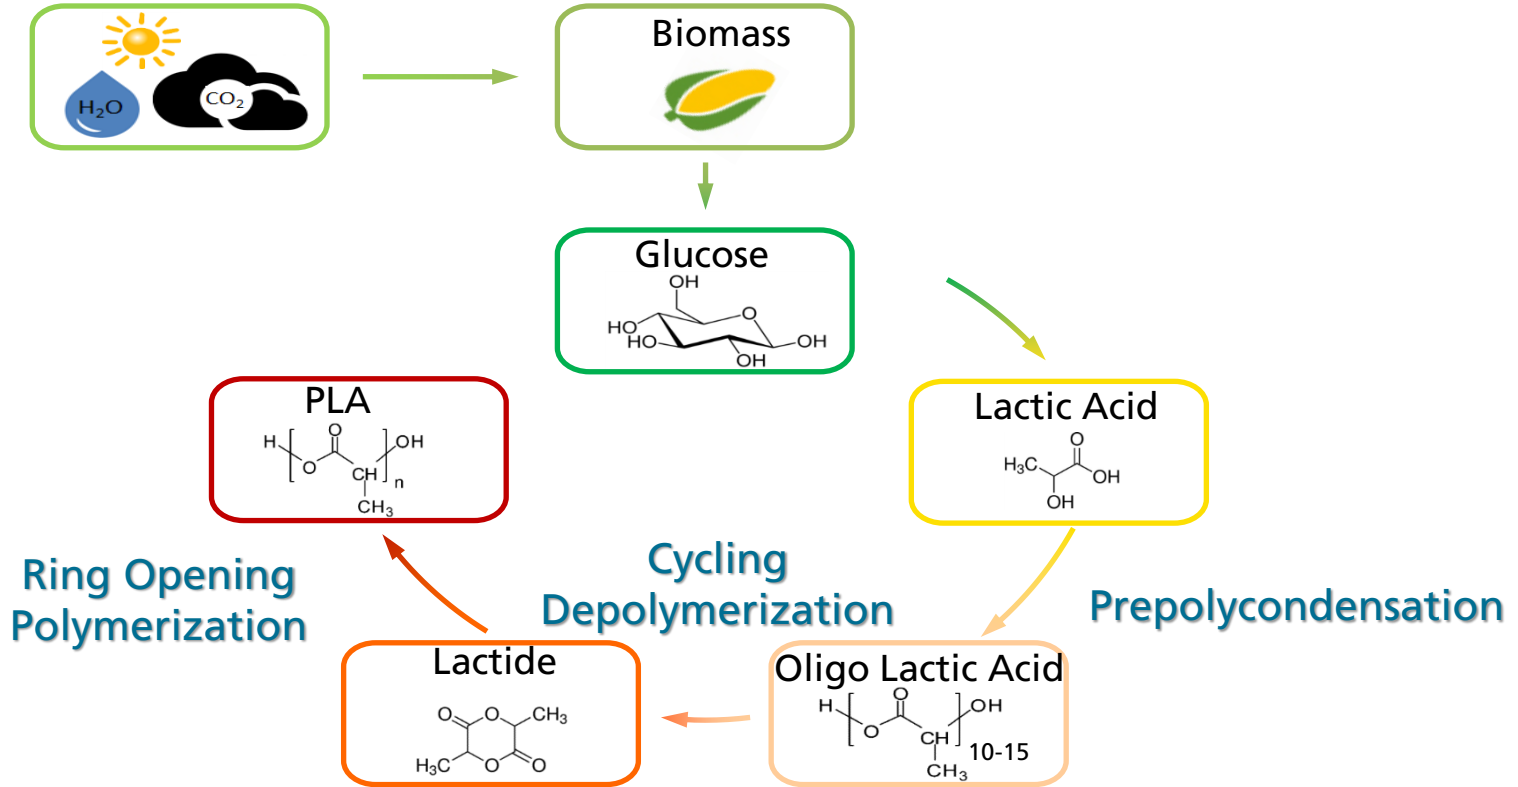 H₂O
CO₂
Biomass
Glucose
OH
HO
O
HO
OH
OH
Lactic Acid
O
H₃C
OH
OH
Prepolycondensation
Oligo Lactic Acid
O
H
OH
O
CH
10-15
CH₃
Cycling
Depolymerization
Lactide
O
O
CH₃
H₃C
O
O
Ring Opening
Polymerization
PLA
O
H
OH
O
CH
n
CH₃